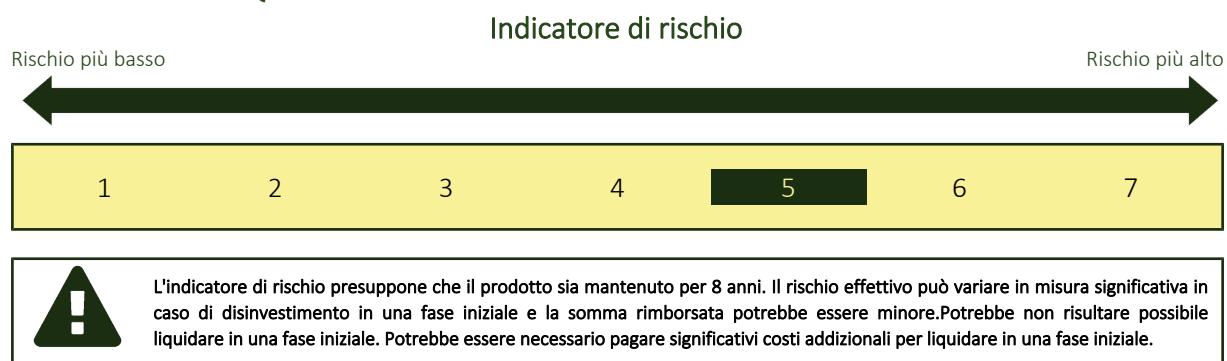 Indicatore di rischio
Rischio più basso
Rischio più alto
1 2 3 4 5 6 7
L'indicatore di rischio presuppone che il prodotto sia mantenuto per 8 anni. Il rischio effettivo può variare in misura significativa in
caso di disinvestimento in una fase iniziale e la somma rimborsata potrebbe essere minore.Potrebbe non risultare possibile
liquidare in una fase iniziale. Potrebbe essere necessario pagare significativi costi addizionali per liquidare in una fase iniziale.